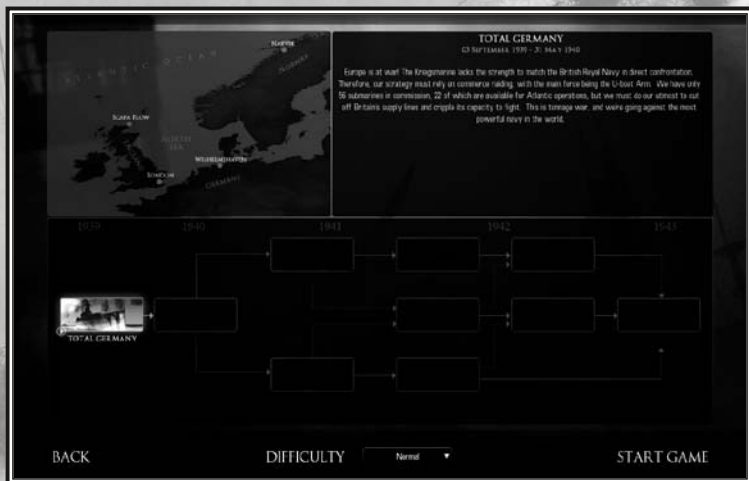 TOTAL GERMANY
03 SEPTEMBER 1939 - 31 MAY 1940
Europe is at war! The Kriegsmarine lacks the strength to match the British Royal Navy in direct confrontation.
Therefore, our strategy must rely on commerce raiding, with the main force being the U-boat Arm. We have only
56 submarines in commission, 22 of which are available for Atlantic operations, but we must do our utmost to cut
off Britain's supply lines and cripple its capacity to fight. This is tonnage war, and we're going against the most
powerful navy in the world.
ATLANTIC OCEAN
NARVIK
NORWAY
SCAPA FLOW
NORTH
SEA
WILHELMSHAVEN
LONDON
GERMANY
1939
1940
1941
1942
1943
TOTAL GERMANY
BACK
DIFFICULTY
Normal
START GAME